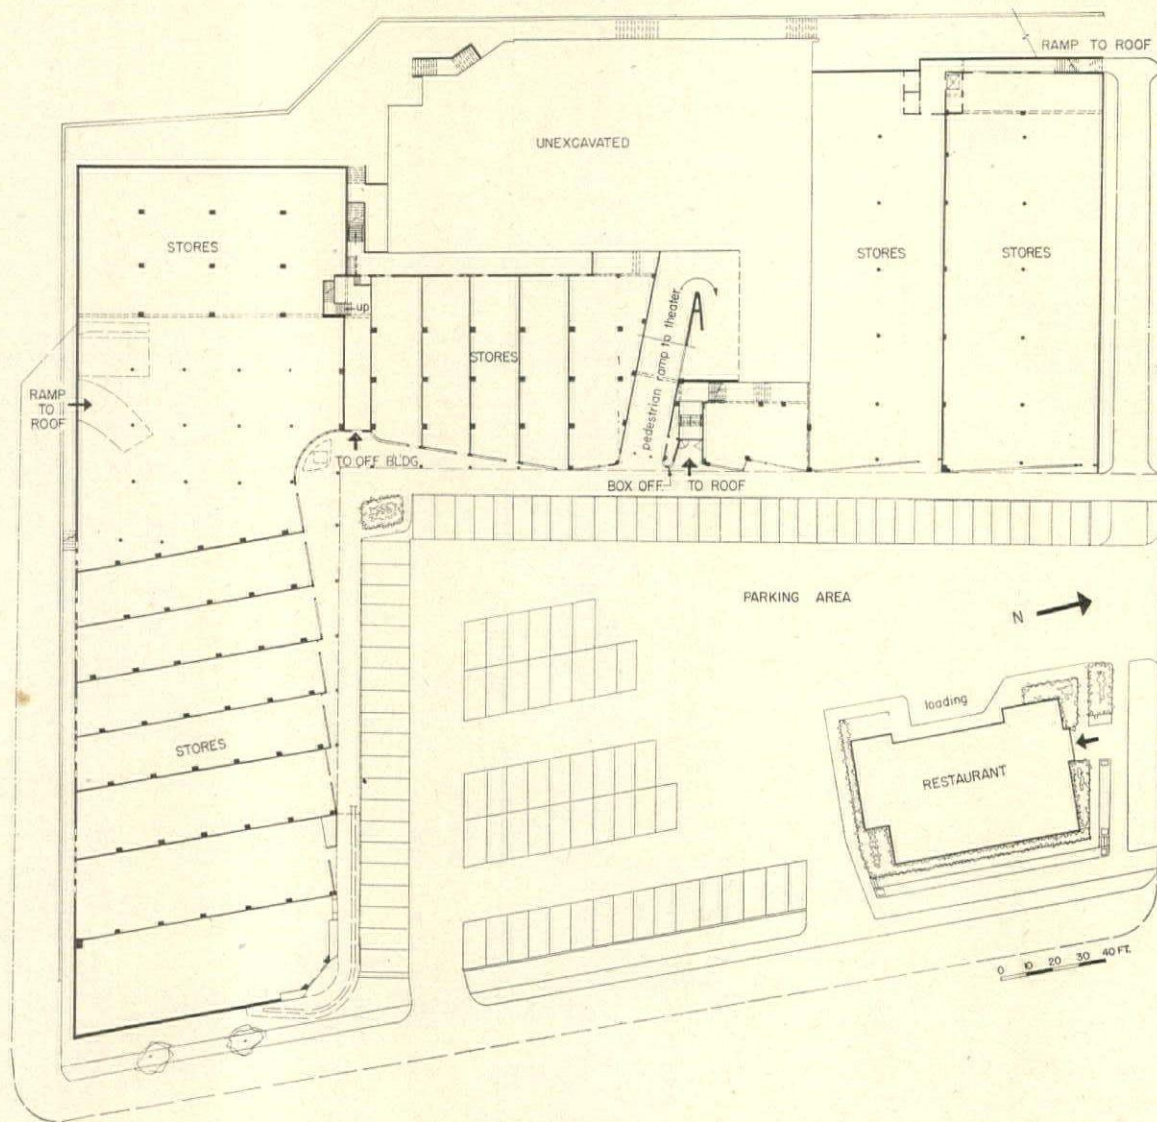 RAMP TO ROOF
UNEXCAVATED
STORES
STORES
STORES
up
STORES
pedestrian ramp to theater
A
RAMP
TO
ROOF
TO OFF BLDG.
BOX OFF.
TO ROOF
PARKING AREA
N
loading
RESTAURANT
STORES
0 10 20 30 40 FT.